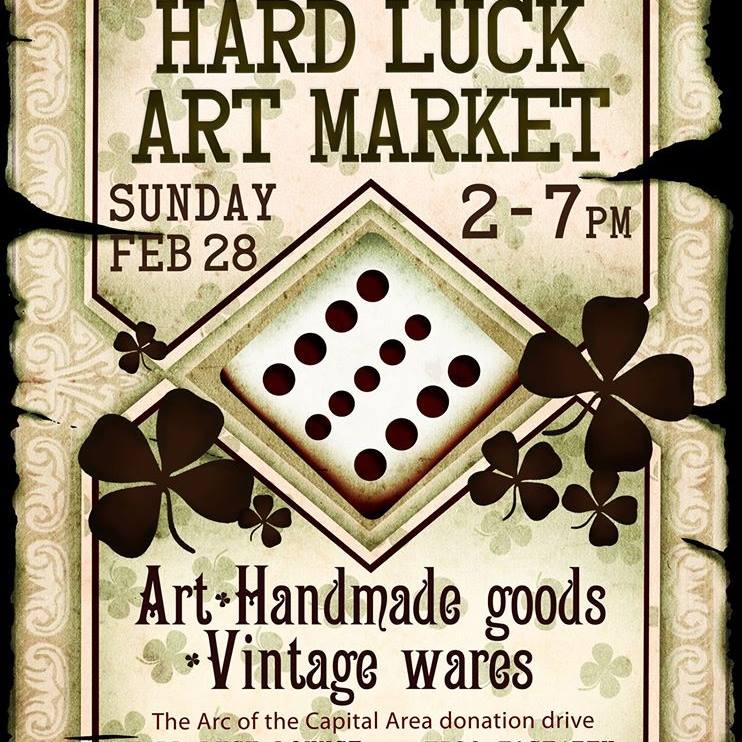 HARD LUCK
ART MARKET
SUNDAY
FEB 28
2-7PM
Art Handmade goods
Vintage wares
The Arc of the Capital Area donation drive